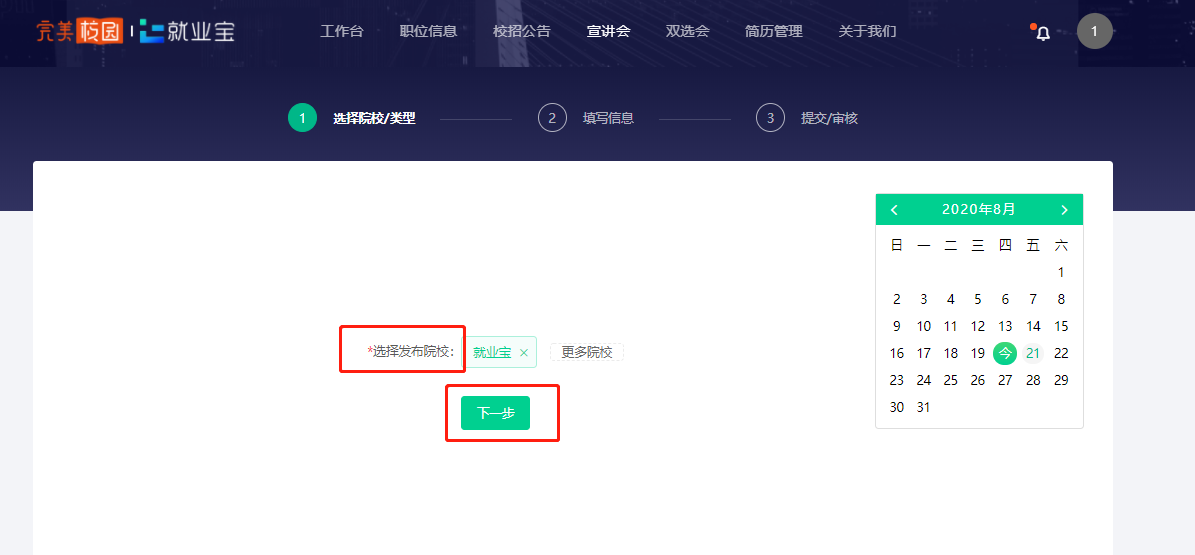 完美校园 | 就业宝 工作台 职位信息 校招公告 宣讲会 双选会 简历管理 关于我们 1
1 选择院校/类型 2 填写信息 3 提交/审核
2020年8月
日 一 二 三 四 五 六
1
2 3 4 5 6 7 8
9 10 11 12 13 14 15
16 17 18 19 今 21 22
23 24 25 26 27 28 29
30 31
*选择发布院校: 就业宝 × 更多院校
下一步